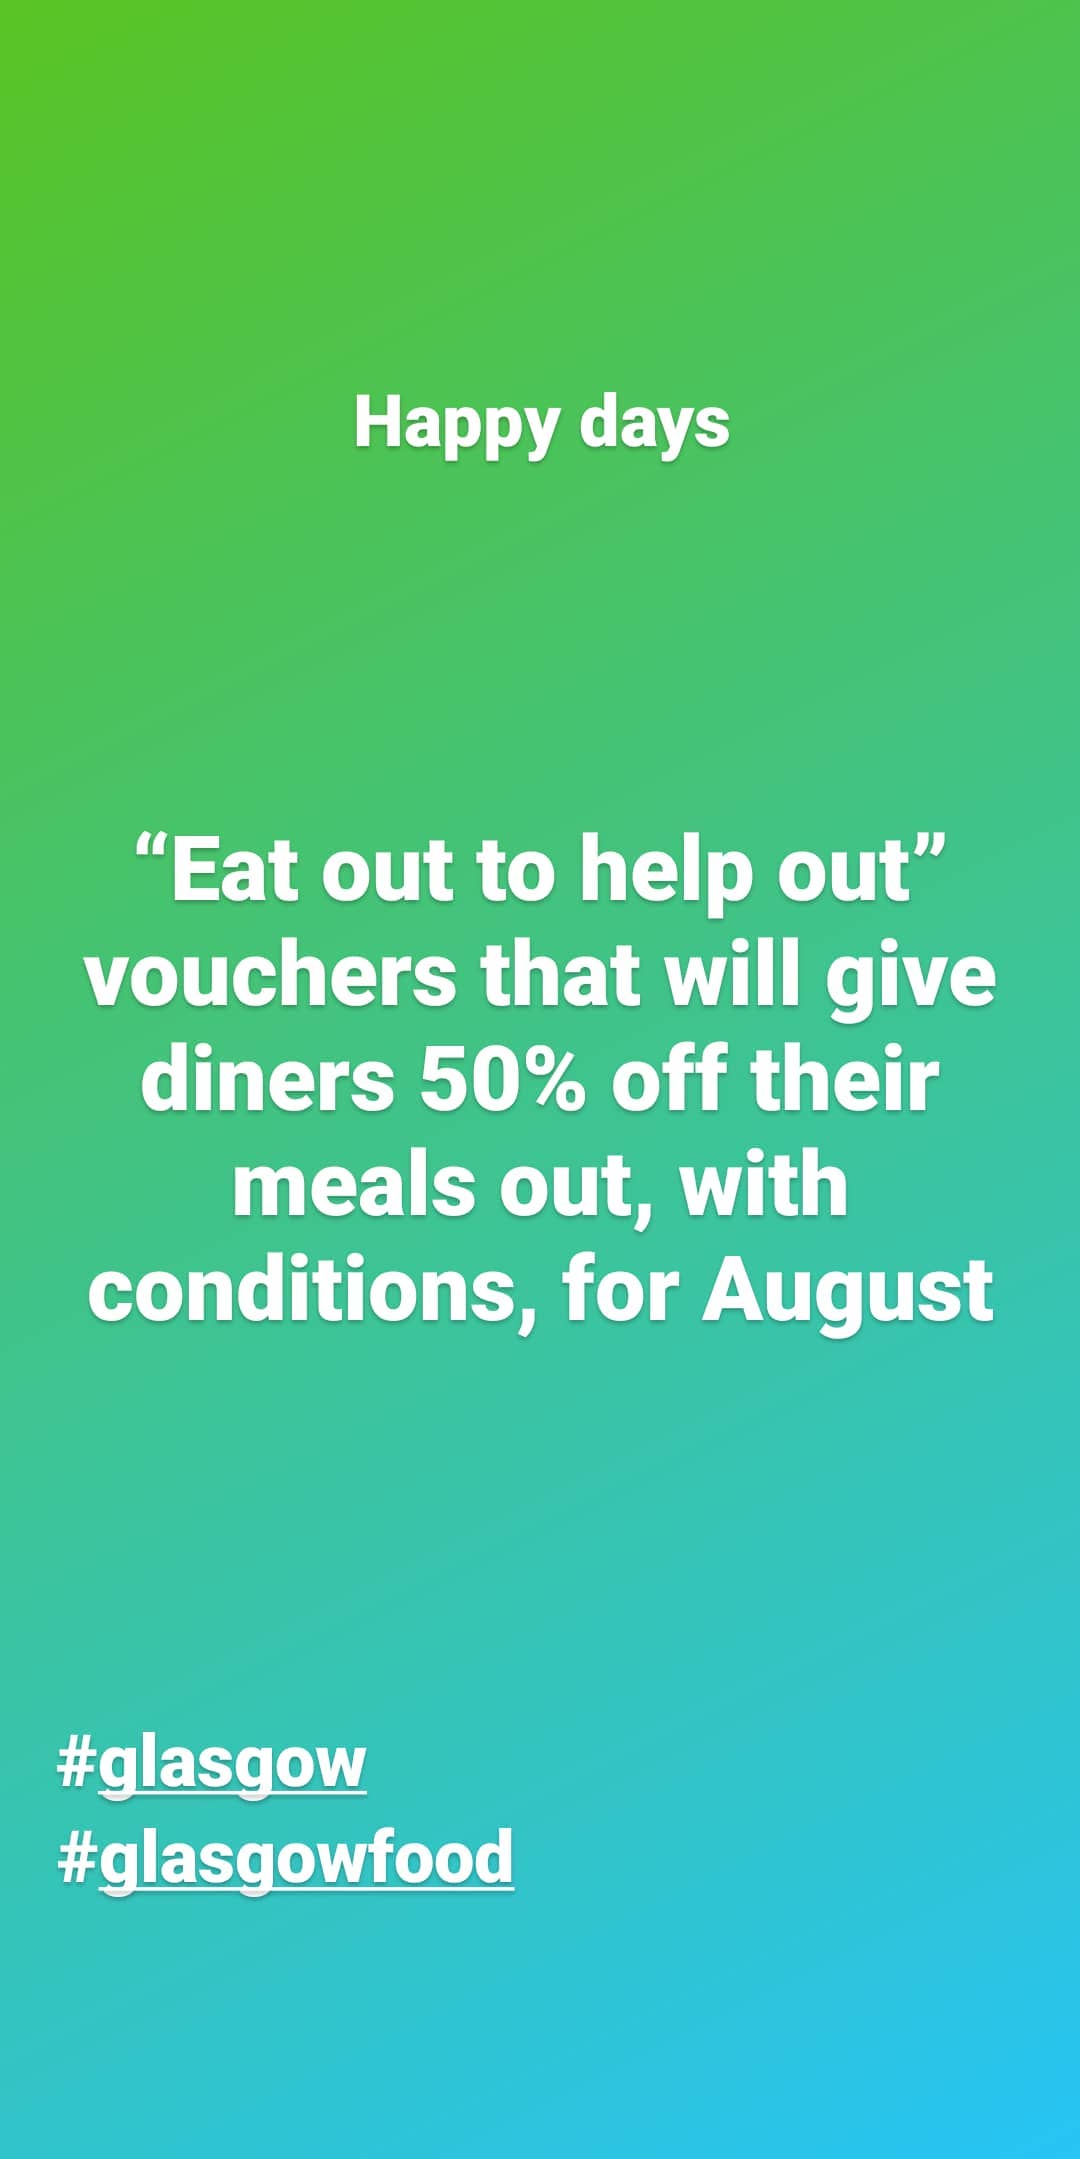 Happy days
“Eat out to help out”
vouchers that will give
diners 50% off their
meals out, with
conditions, for August
#glasgow
#glasgowfood